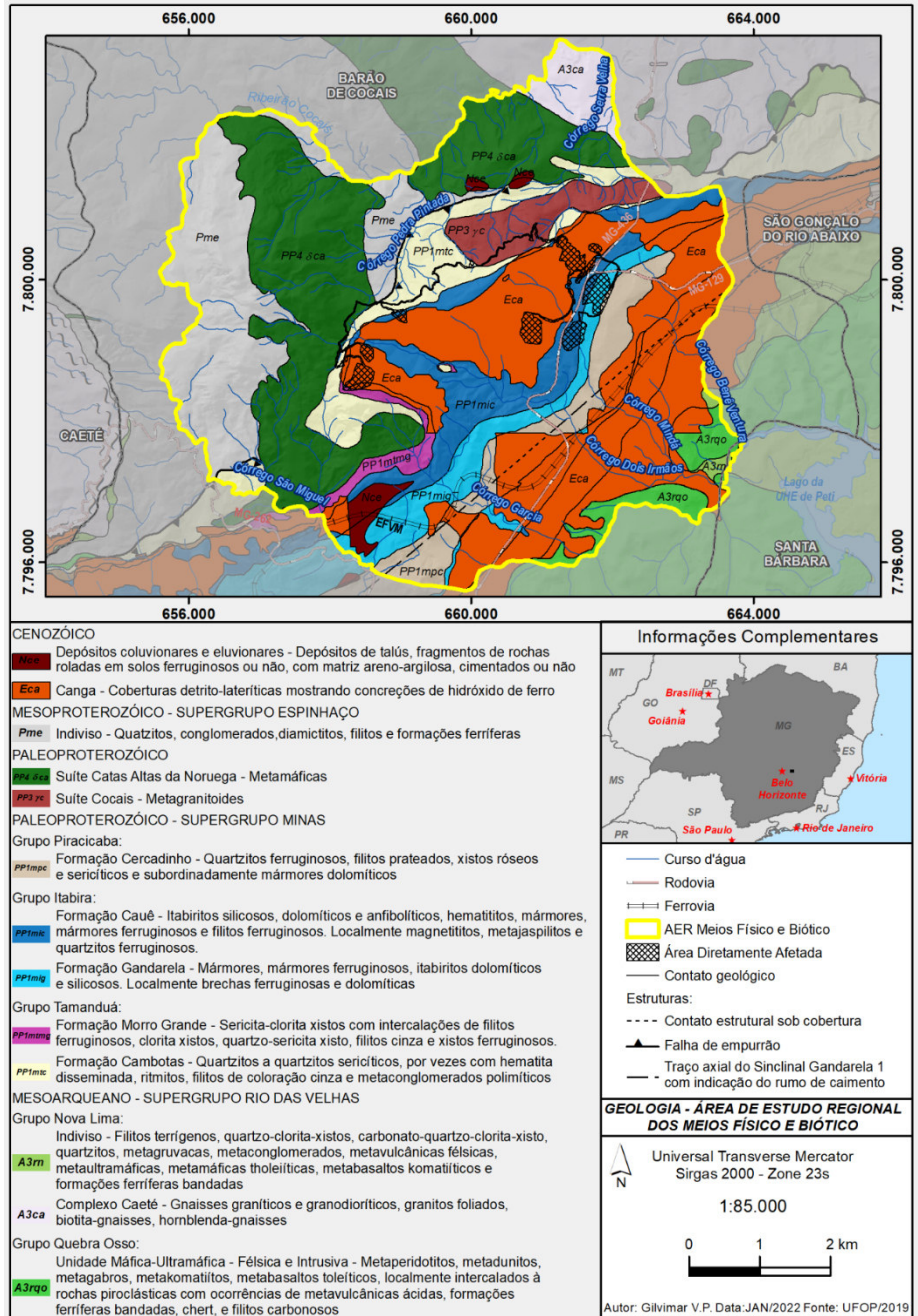 656.000
660.000
664.000
A3ca
BARÃO
DE COCAIS
Córrego Serra Velha
Ribeirão Cocais
PP4 δca
Nce
Nce
Pme
Pme
Córrego Pedra Pintada
PP3 γc
MG-436
SÃO GONÇALO
DO RIO ABAIXO
PP1mtc
PP4 δca
Eca
Eca
7.800.000
7.800.000
MG-129
Eca
PP1mic
Córrego Bené Ventura
Córrego Minda
A3rqo
CAETÉ
PP1mtmg
Córrego Dois Irmãos
A3rn
Córrego São Miguel
Eca
Lago da
UHE de Peti
Nce
PP1mig
Córrego Garcia
A3rqo
EFVM
SANTA
BÁRBARA
7.796.000
PP1mpc
7.796.000
656.000
660.000
664.000
CENOZÓICO
Nce Depósitos coluvionares e eluvionares - Depósitos de talús, fragmentos de rochas
roladas em solos ferruginosos ou não, com matriz areno-argilosa, cimentados ou não
Eca Canga - Coberturas detrito-lateríticas mostrando concreções de hidróxido de ferro
MESOPROTEROZÓICO - SUPERGRUPO ESPINHAÇO
Pme Indiviso - Quatzitos, conglomerados,diamictitos, filitos e formações ferríferas
PALEOPROTEROZÓICO
PP4 δca Suíte Catas Altas da Noruega - Metamáficas
PP3 γc Suíte Cocais - Metagranitoides
PALEOPROTEROZÓICO - SUPERGRUPO MINAS
Grupo Piracicaba:
PP1mpc Formação Cercadinho - Quartzitos ferruginosos, filitos prateados, xistos róseos
e sericíticos e subordinadamente mármores dolomíticos
Grupo Itabira:
PP1mic Formação Cauê - Itabiritos silicosos, dolomíticos e anfibolíticos, hematititos, mármores,
mármores ferruginosos e filitos ferruginosos. Localmente magnetititos, metajaspilitos e
quartzitos ferruginosos.
PP1mig Formação Gandarela - Mármores, mármores ferruginosos, itabiritos dolomíticos
e silicosos. Localmente brechas ferruginosas e dolomíticas
Grupo Tamanduá:
PP1mtmg Formação Morro Grande - Sericita-clorita xistos com intercalações de filitos
ferruginosos, clorita xistos, quartzo-sericita xisto, filitos cinza e xistos ferruginosos.
PP1mtc Formação Cambotas - Quartzitos a quartzitos sericíticos, por vezes com hematita
disseminada, ritmitos, filitos de coloração cinza e metaconglomerados polimíticos
MESOARQUEANO - SUPERGRUPO RIO DAS VELHAS
Grupo Nova Lima:
A3rn Indiviso - Filitos terrígenos, quartzo-clorita-xistos, carbonato-quartzo-clorita-xisto,
quartzitos, metagruvacas, metaconglomerados, metavulcânicas félsicas,
metaultramáficas, metamáficas tholeiíticas, metabasaltos komatiíticos e
formações ferríferas bandadas
A3ca Complexo Caeté - Gnaisses graníticos e granodioríticos, granitos foliados,
biotita-gnaisses, hornblenda-gnaisses
Grupo Quebra Osso:
A3rqo Unidade Máfica-Ultramáfica - Félsica e Intrusiva - Metaperidotitos, metadunitos,
metagabros, metakomatiítos, metabasaltos toleíticos, localmente intercalados à
rochas piroclásticas com ocorrências de metavulcânicas ácidas, formações
ferríferas bandadas, chert, e filitos carbonosos
Informações Complementares
MT
BA
Brasília
DF
GO
Goiânia
MG
ES
MS
Belo
Horizonte
Vitória
SP
RJ
PR
São Paulo
Rio de Janeiro
Curso d'água
Rodovia
Ferrovia
AER Meios Físico e Biótico
Área Diretamente Afetada
Contato geológico
Estruturas:
Contato estrutural sob cobertura
Falha de empurrão
Traço axial do Sinclinal Gandarela 1
com indicação do rumo de caimento
GEOLOGIA - ÁREA DE ESTUDO REGIONAL
DOS MEIOS FÍSICO E BIÓTICO
N
Universal Transverse Mercator
Sirgas 2000 - Zone 23s
1:85.000
0 1 2 km
Autor: Gilvimar V.P. Data:JAN/2022 Fonte: UFOP/2019